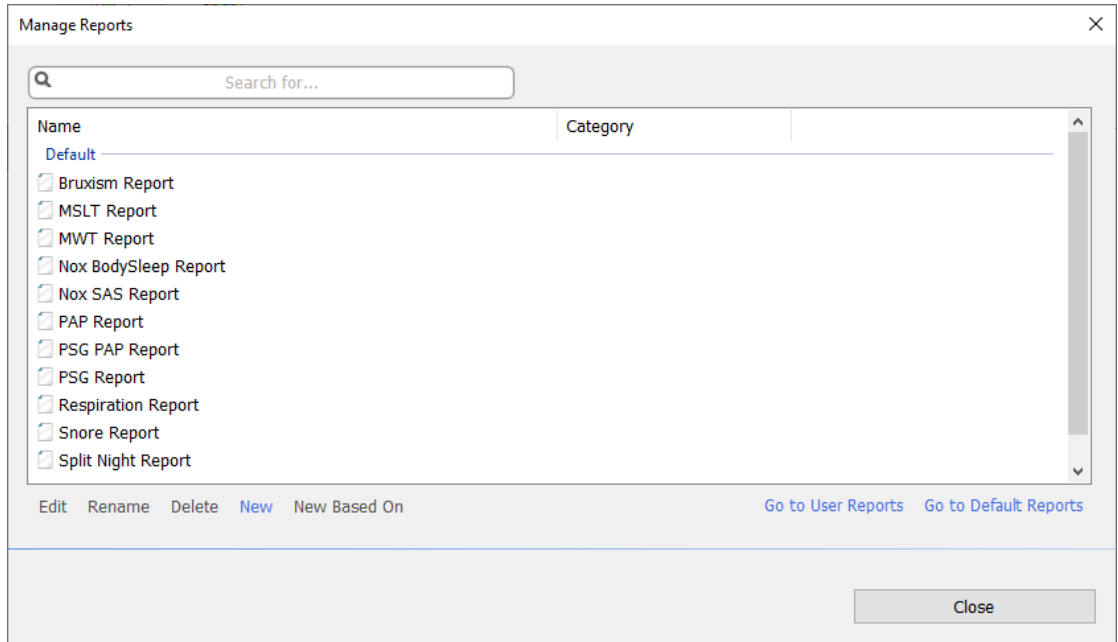 Manage Reports
Search for...
Name Category
Default
Bruxism Report
MSLT Report
MWT Report
Nox BodySleep Report
Nox SAS Report
PAP Report
PSG PAP Report
PSG Report
Respiration Report
Snore Report
Split Night Report
Edit Rename Delete New New Based On Go to User Reports Go to Default Reports
Close